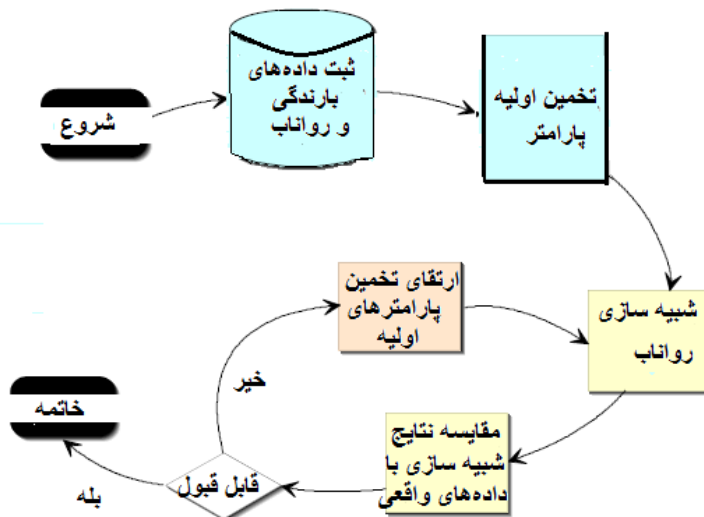 شروع
ثبت داده‌های
بارندگی
و رواناب
تخمین اولیه
پارامتر
شبیه سازی
رواناب
مقایسه نتایج
شبیه سازی با
داده‌های واقعی
قابل قبول
خیر
ارتقای تخمین
پارامترهای
اولیه
بله
خاتمه